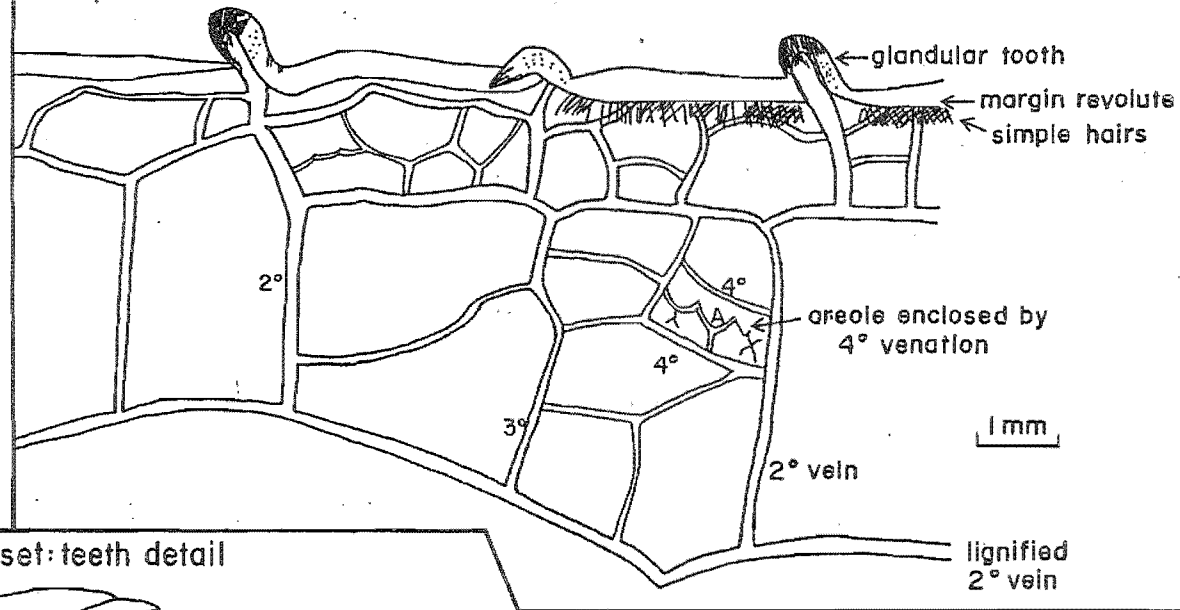 glandular tooth
margin revolute
simple hairs
2°
4°
A
areole enclosed by
4° venation
4°
1 mm
3°
2° vein
set: teeth detail
lignified
2° vein